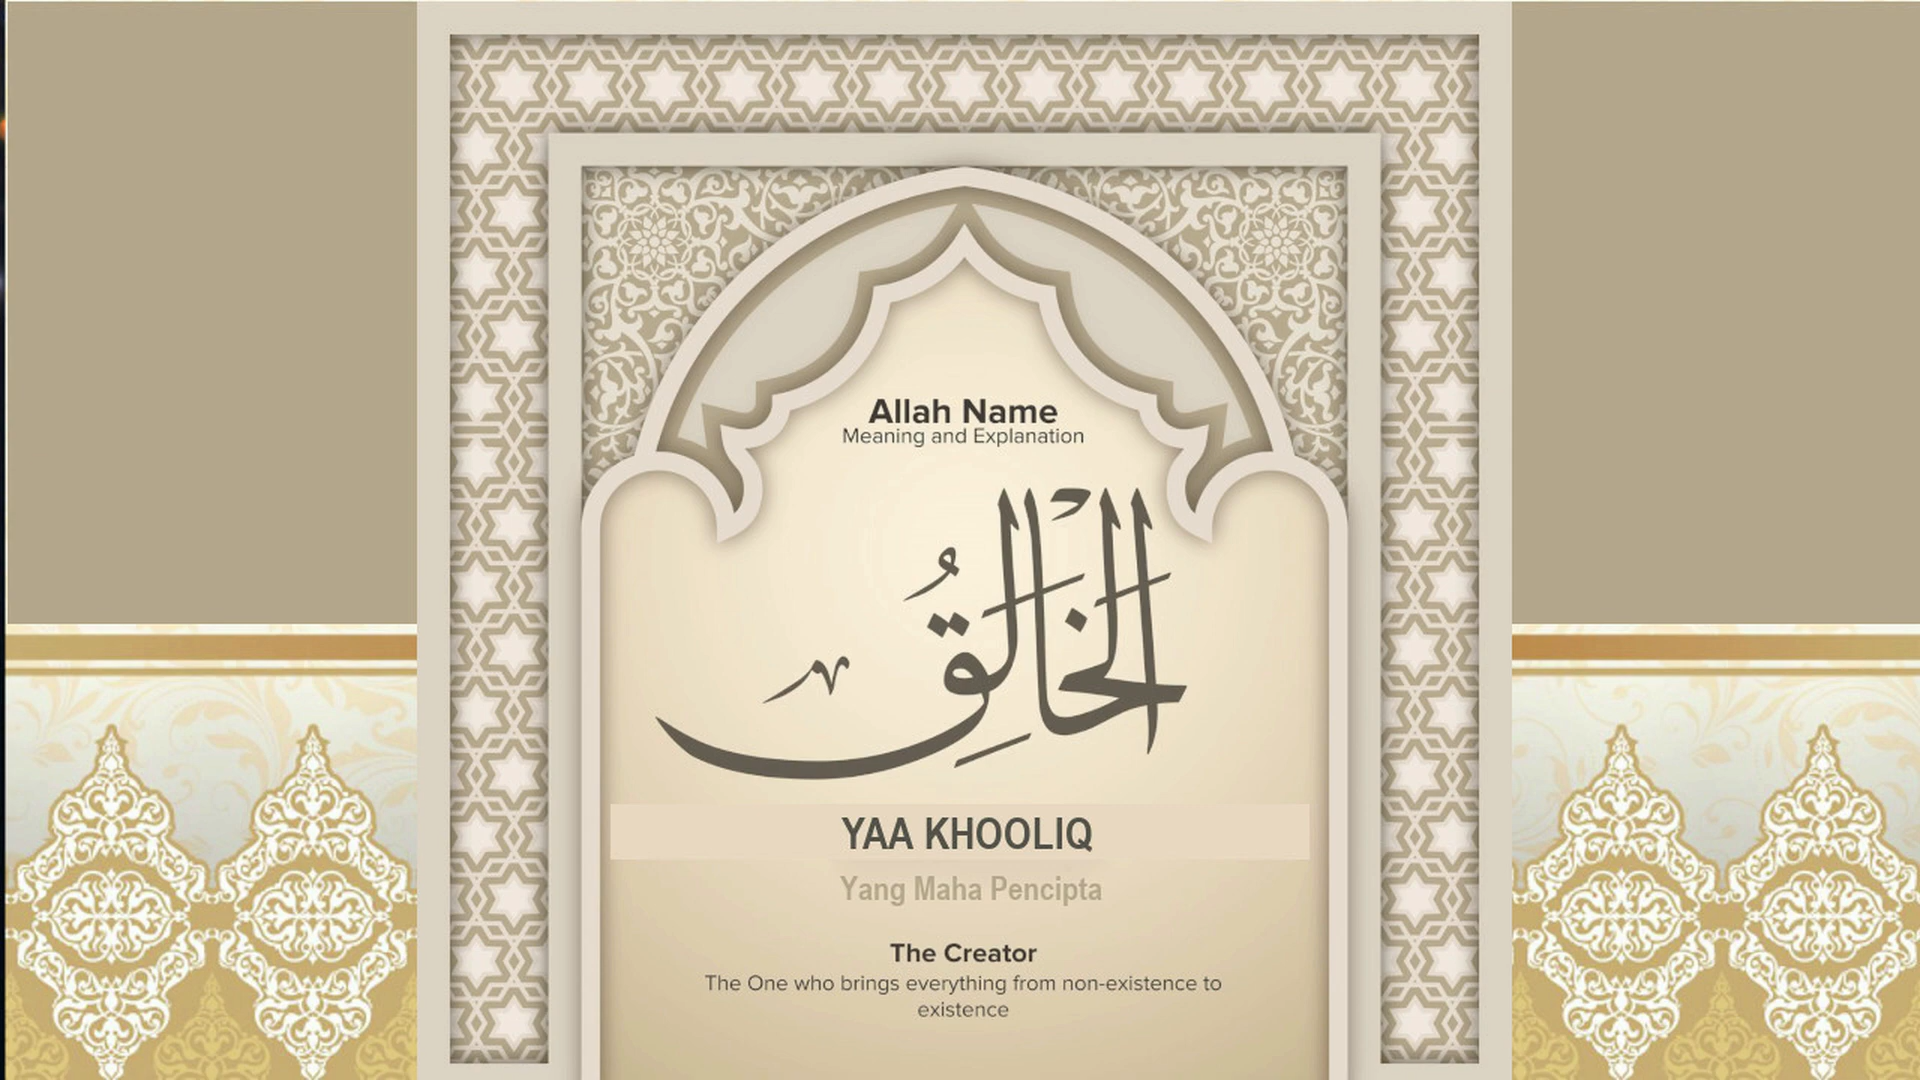 Allah Name
Meaning and Explanation
الْخَالِقُ
YAA KHOOLIQ
Yang Maha Pencipta
The Creator
The One who brings everything from non-existence to
existence